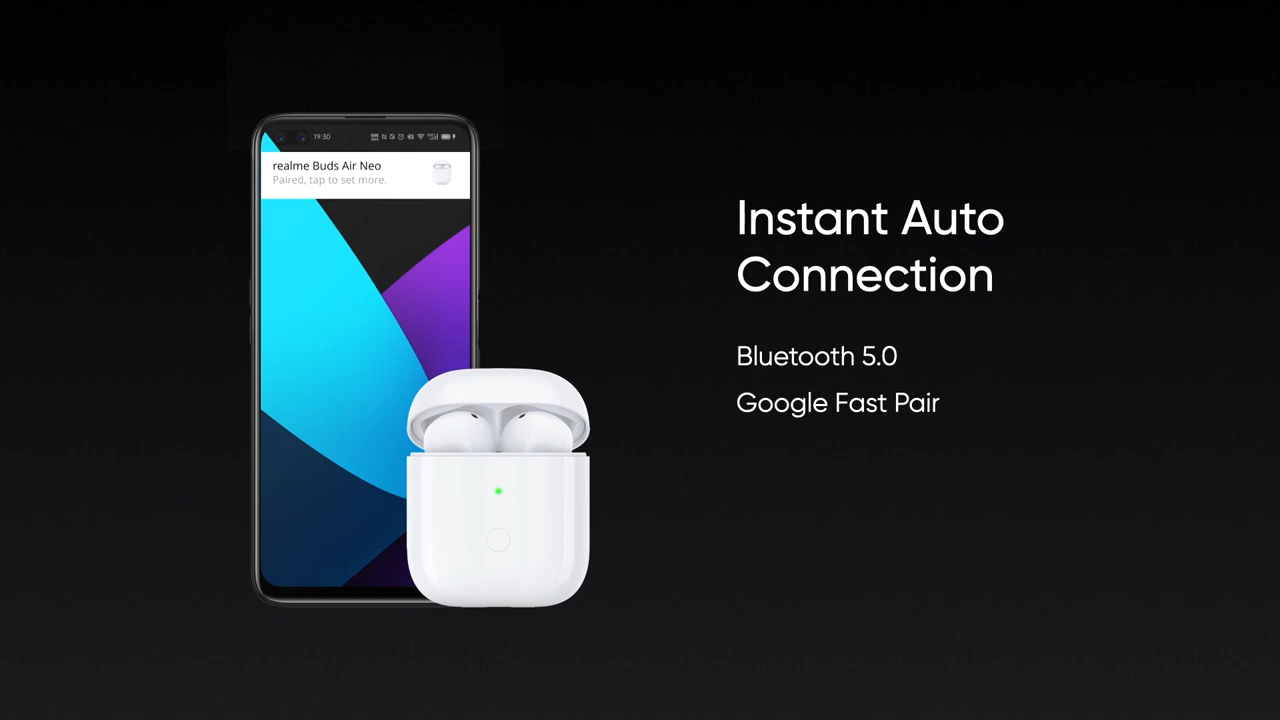 19:30
realme Buds Air Neo
Paired, tap to set more.
Instant Auto
Connection
Bluetooth 5.0
Google Fast Pair